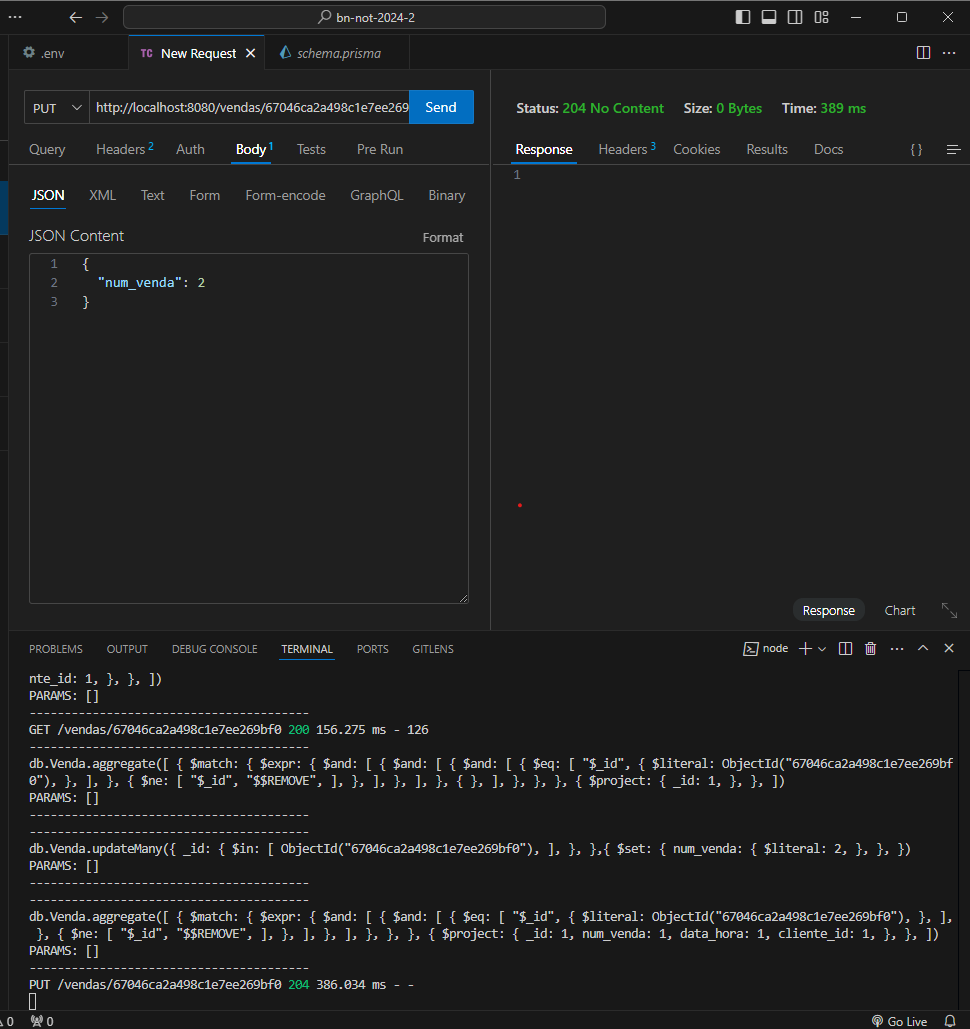 bn-not-2024-2
.env
TC New Request
schema.prisma
PUT http://localhost:8080/vendas/67046ca2a498c1e7ee269 Send
Query Headers 2 Auth Body 1 Tests Pre Run
JSON XML Text Form Form-encode GraphQL Binary
JSON Content
Format
1 {
2 "num_venda": 2
3 }
Status: 204 No Content Size: 0 Bytes Time: 389 ms
Response Headers 3 Cookies Results Docs { }
1
Response Chart
PROBLEMS OUTPUT DEBUG CONSOLE TERMINAL PORTS GITLENS
node
nte_id: 1, }, }, ])
PARAMS: []
----------------------------------------
GET /vendas/67046ca2a498c1e7ee269bf0 200 156.275 ms - 126
----------------------------------------
db.Venda.aggregate([ { $match: { $expr: { $and: [ { $and: [ { $and: [ { $eq: [ "$_id", { $literal: ObjectId("67046ca2a498c1e7ee269bf
0"), }, ], }, { $ne: [ "$_id", "$$REMOVE", ], }, ], }, ], }, { }, ], }, }, }, { $project: { _id: 1, }, }, ])
PARAMS: []
----------------------------------------
----------------------------------------
db.Venda.updateMany({ _id: { $in: [ ObjectId("67046ca2a498c1e7ee269bf0"), ], }, },{ $set: { num_venda: { $literal: 2, }, }, })
PARAMS: []
----------------------------------------
----------------------------------------
db.Venda.aggregate([ { $match: { $expr: { $and: [ { $and: [ { $eq: [ "$_id", { $literal: ObjectId("67046ca2a498c1e7ee269bf0"), }, ],
}, { $ne: [ "$_id", "$$REMOVE", ], }, ], }, ], }, }, }, { $project: { _id: 1, num_venda: 1, data_hora: 1, cliente_id: 1, }, }, ])
PARAMS: []
----------------------------------------
PUT /vendas/67046ca2a498c1e7ee269bf0 204 386.034 ms - -
0 0 Go Live